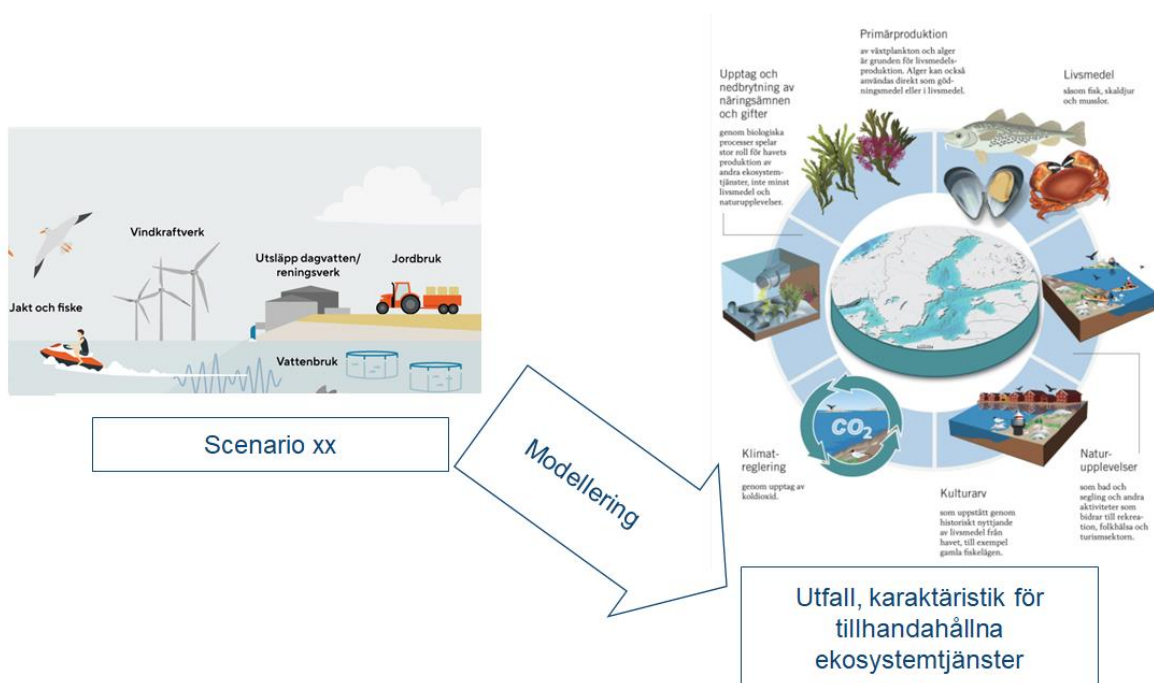 Vindkraftverk
Utsläpp dagvatten/
reningsverk
Jordbruk
Jakt och fiske
Vattenbruk
Scenario xx
Modellering
Primärproduktion
av växtplankton och alger
är grunden för livsmedels-
produktion. Alger kan också
användas direkt som göd-
ningsmedel eller i livsmedel.
Livsmedel
såsom fisk, skaldjur
och musslor.
Upptag och
nedbrytning av
näringsämnen
och gifter
genom biologiska
processer spelar
stor roll för havets
produktion av
andra ekosystem-
tjänster, inte minst
livsmedel och
naturupplevelser.
CO2
Klimat-
reglering
genom upptag av
koldioxid.
Kulturarv
som uppstått genom
historiskt nyttjande
av livsmedel från
havet, till exempel
gamla fiskelägen.
Natur-
upplevelser
som bad och
segling och andra
aktiviteter som
bidrar till rekrea-
tion, folkhälsa och
turismsektorn.
Utfall, karaktäristik för
tillhandahållna
ekosystemtjänster